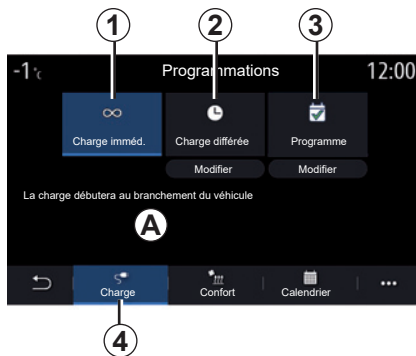 1 2 3
-1°c Programmations 12:00
Charge imméd. Charge différée Programme
Modifier Modifier
La charge débutera au branchement du véhicule
A
Charge Confort Calendrier
4